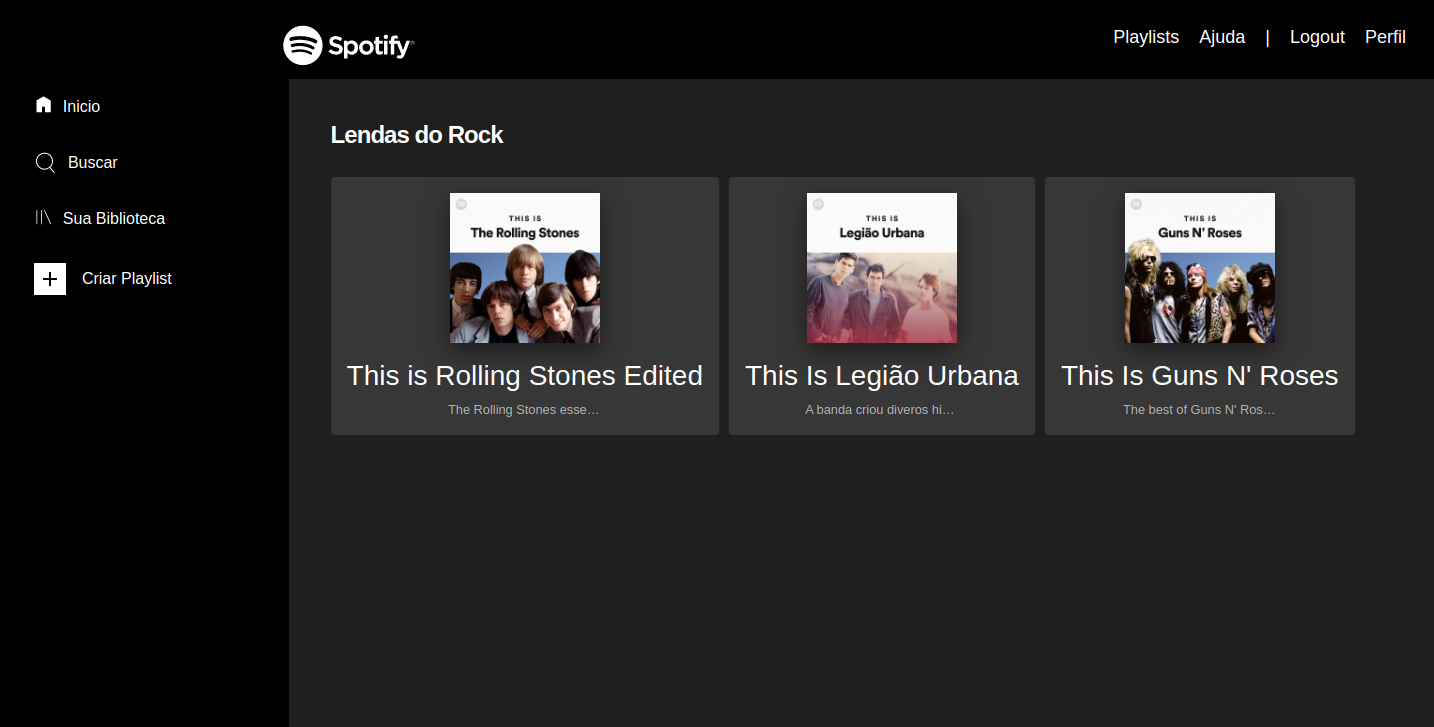 Spotify
Playlists Ajuda | Logout Perfil
Inicio
Buscar
Sua Biblioteca
Criar Playlist
Lendas do Rock
THIS IS
The Rolling Stones
This is Rolling Stones Edited
The Rolling Stones esse…
THIS IS
Legião Urbana
This Is Legião Urbana
A banda criou diveros hi…
THIS IS
Guns N' Roses
This Is Guns N' Roses
The best of Guns N' Ros…